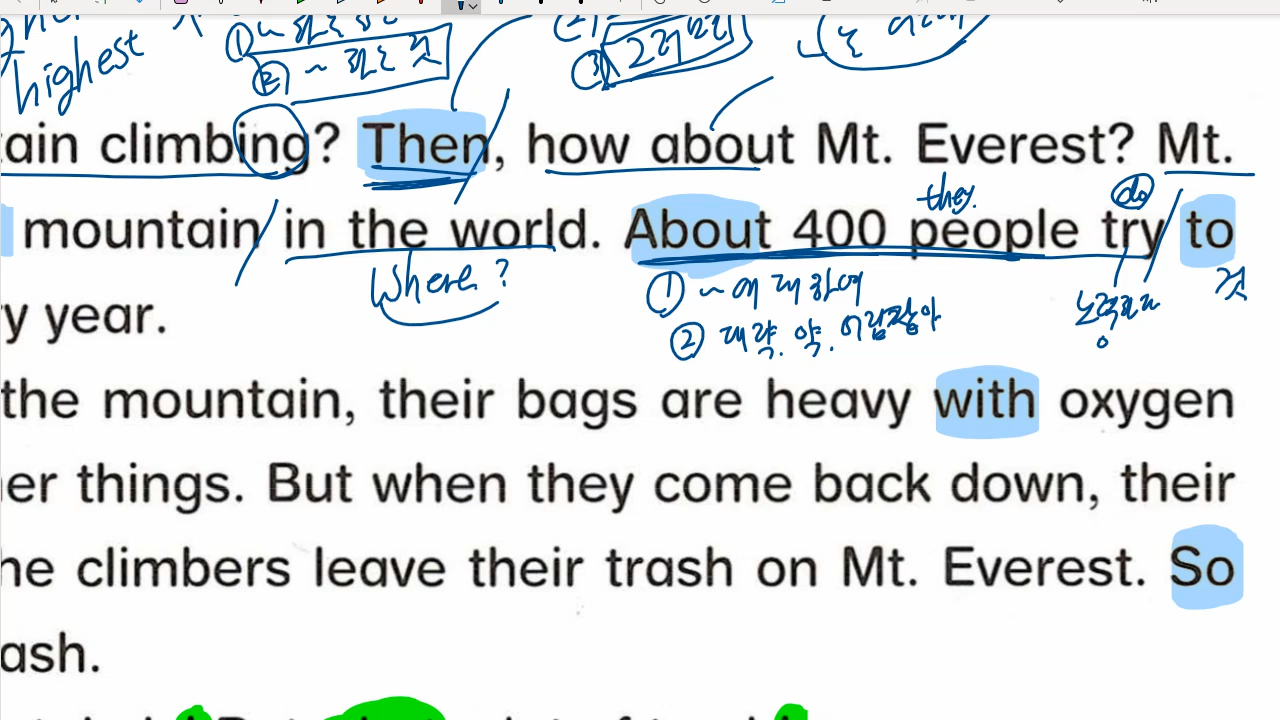 highest ① ~ 하는 것 ③ 그러면
② ~ 하는 것
ain climbing? Then, how about Mt. Everest? Mt.
they do
mountain in the world. About 400 people try to
Where? ① ~에 대하여 것
② 대략, 약, 어림잡아 노력하다
y year.
the mountain, their bags are heavy with oxygen
er things. But when they come back down, their
he climbers leave their trash on Mt. Everest. So
ash.